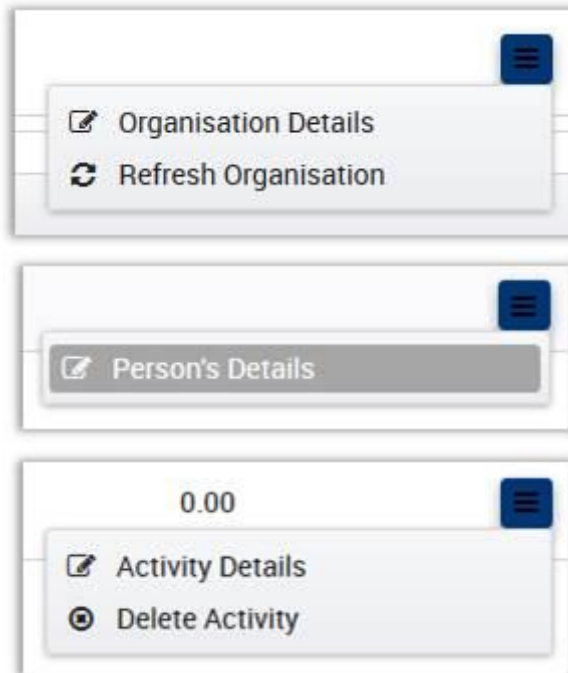 Organisation Details
Refresh Organisation
Person's Details
0.00
Activity Details
Delete Activity